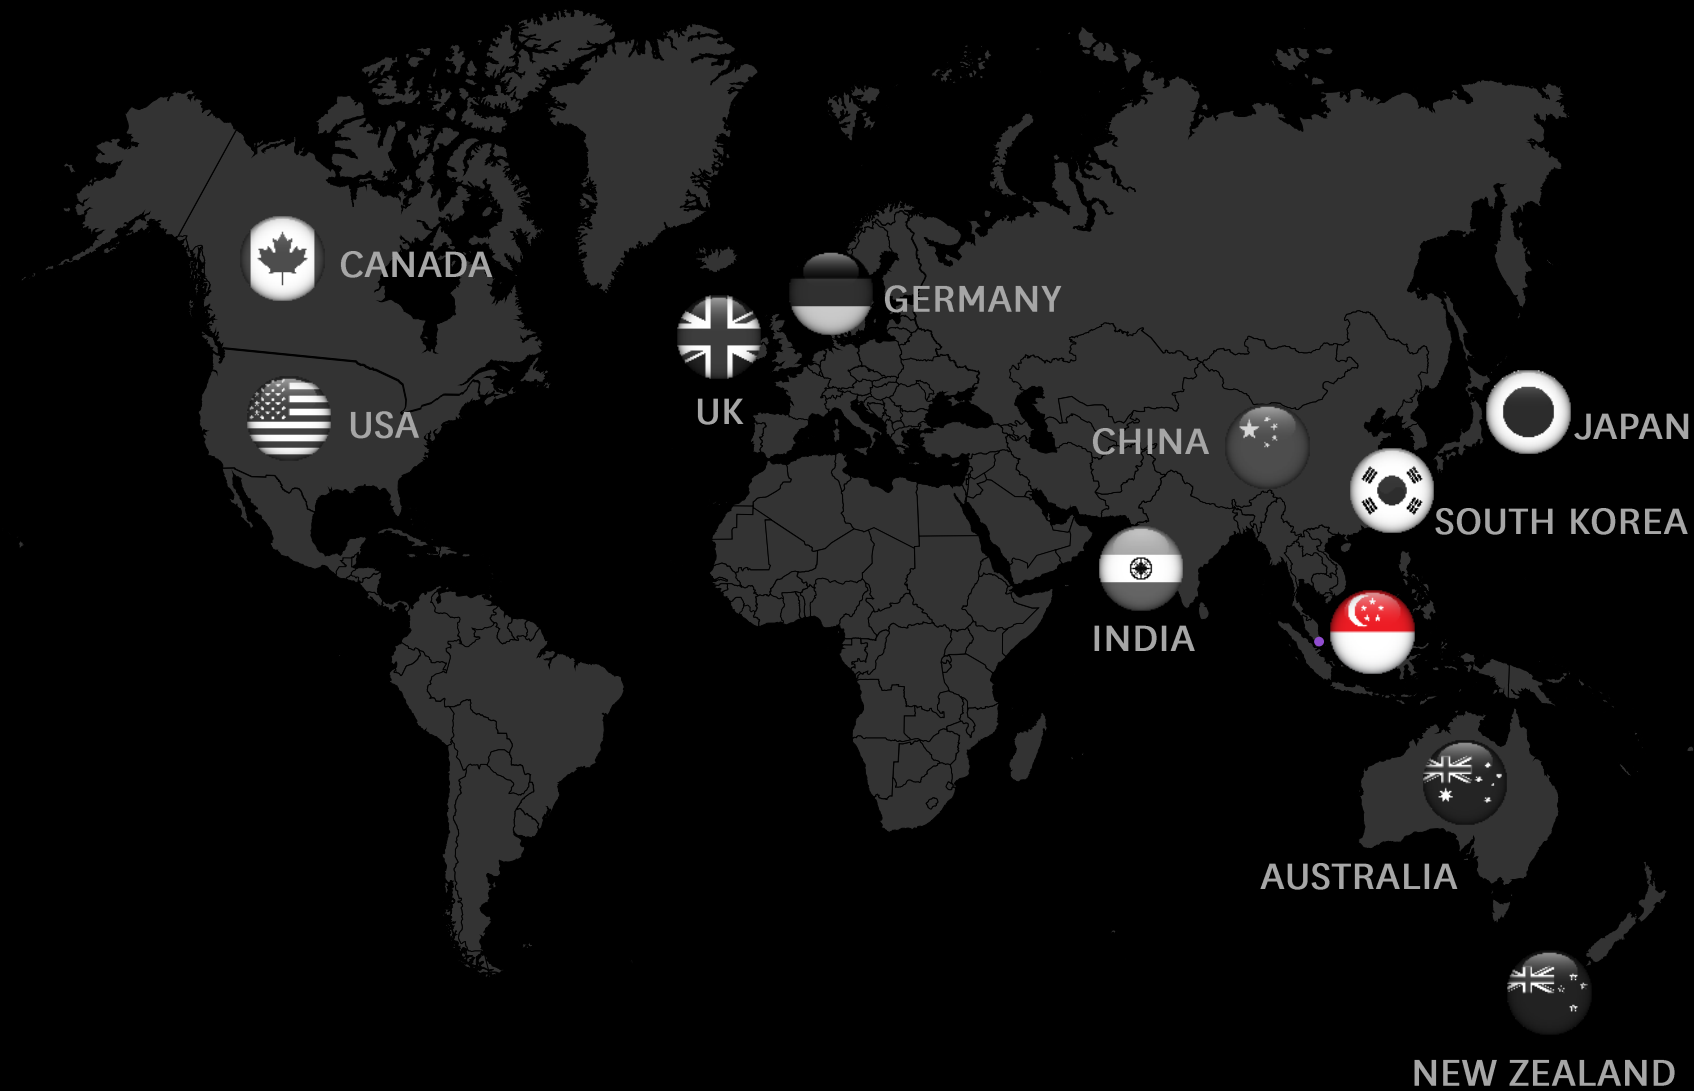 CANADA
GERMANY
UK
USA
CHINA
JAPAN
SOUTH KOREA
INDIA
AUSTRALIA
NEW ZEALAND